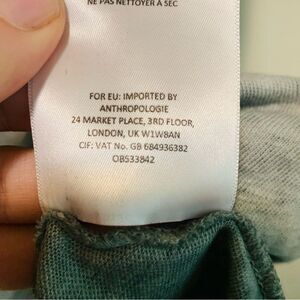 NE PAS NETTOYER A SEC
FOR EU: IMPORTED BY
ANTHROPOLOGIE
24 MARKET PLACE, 3RD FLOOR,
LONDON, UK W1W8AN
CIF: VAT No. GB 684936382
OB533842